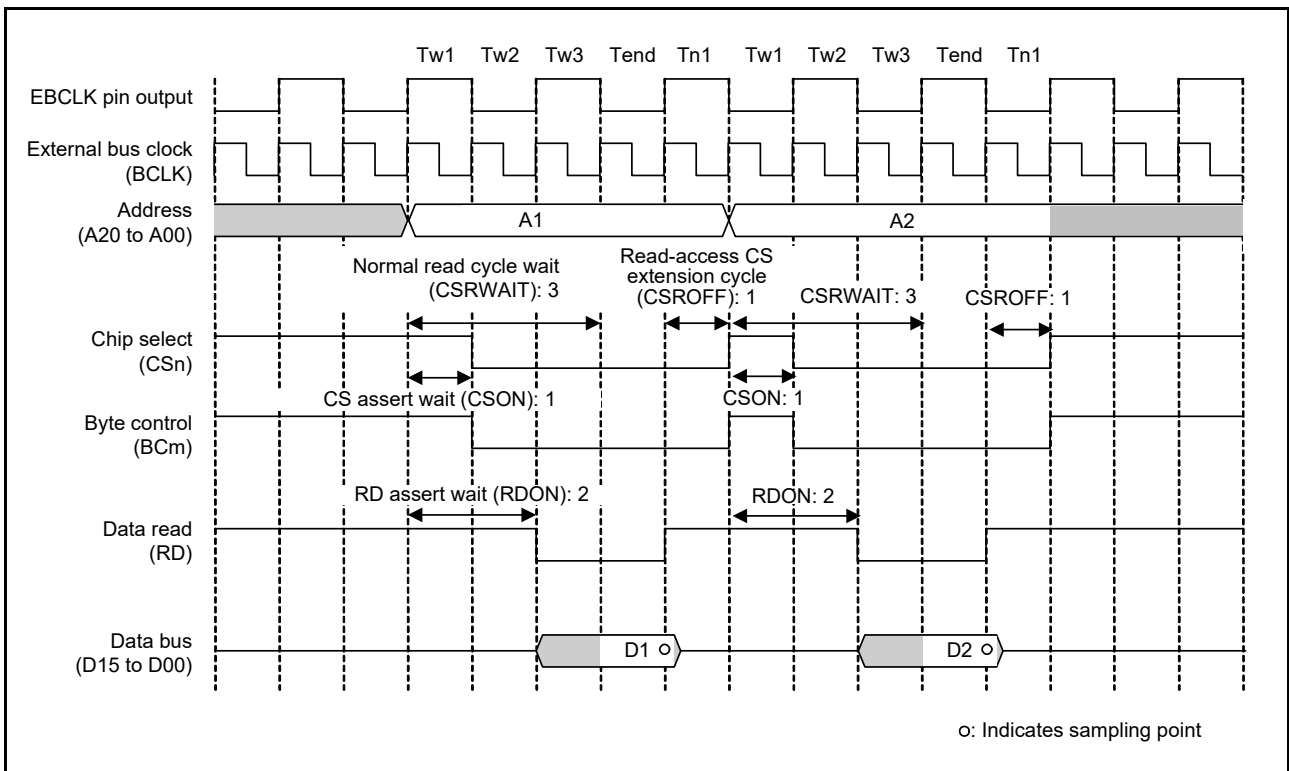 Tw1 Tw2 Tw3 Tend Tn1 Tw1 Tw2 Tw3 Tend Tn1
EBCLK pin output
External bus clock
(BCLK)
Address
(A20 to A00)
A1
A2
Normal read cycle wait
(CSRWAIT): 3
Read-access CS
extension cycle
(CSROFF): 1
CSRWAIT: 3
CSROFF: 1
Chip select
(CSn)
CS assert wait (CSON): 1
CSON: 1
Byte control
(BCm)
RD assert wait (RDON): 2
RDON: 2
Data read
(RD)
Data bus
(D15 to D00)
D1
D2
o: Indicates sampling point